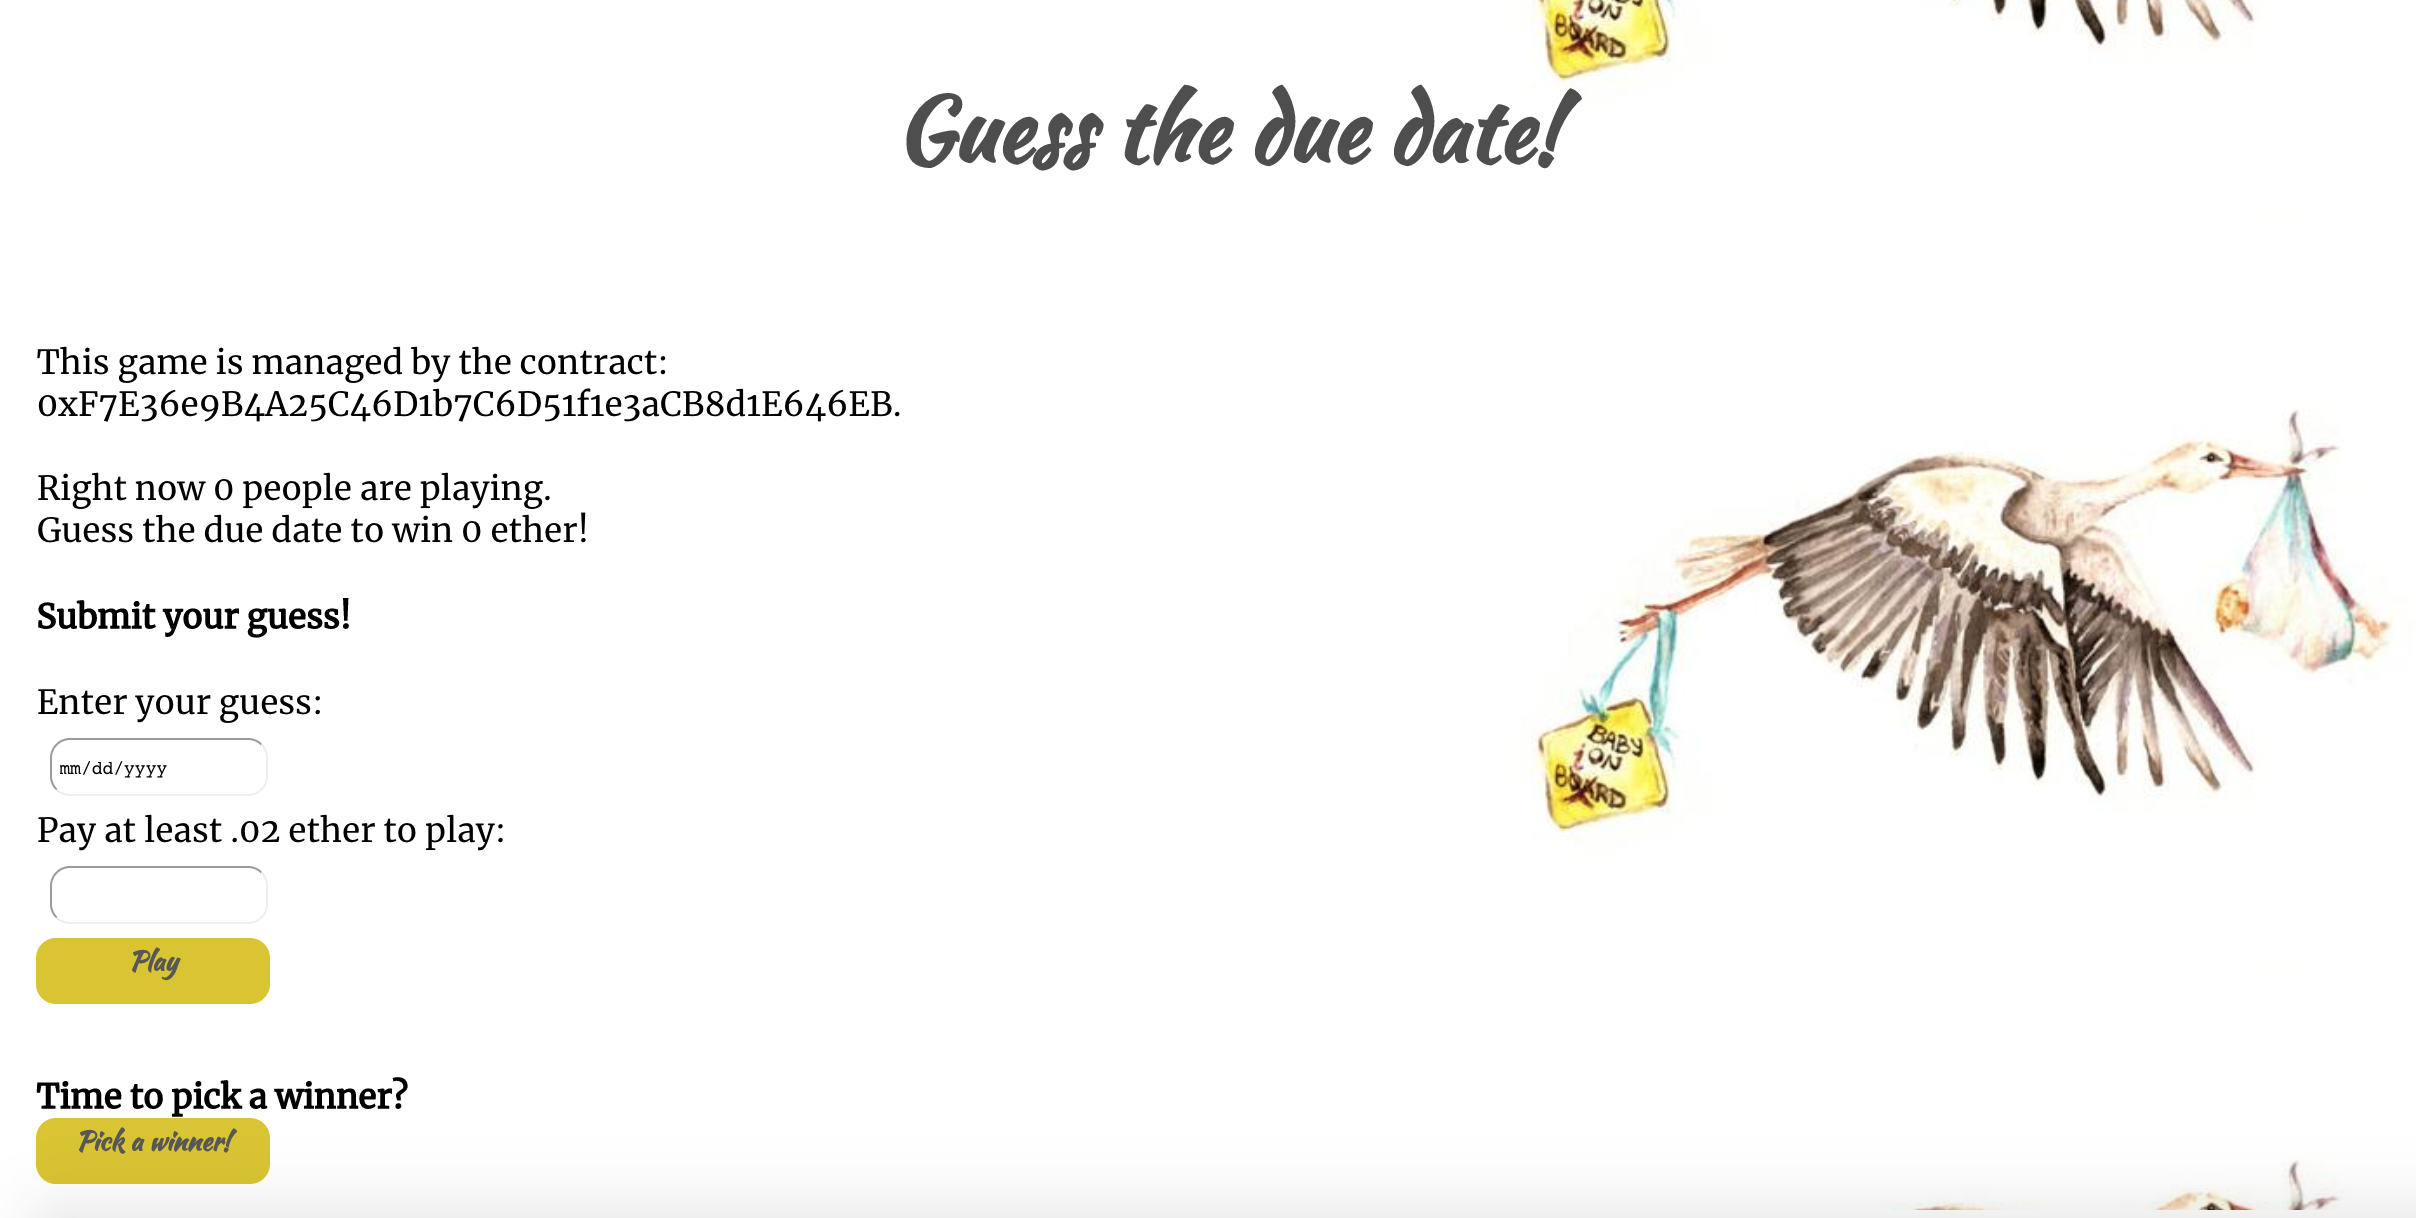 ON
BOARD
Guess the due date!
This game is managed by the contract:
0xF7E36e9B4A25C46D1b7C6D51f1e3aCB8d1E646EB.
Right now 0 people are playing.
Guess the due date to win 0 ether!
Submit your guess!
Enter your guess:
mm/dd/yyyy
Pay at least .02 ether to play:
Play
BABY
ON
BOARD
Time to pick a winner?
Pick a winner!